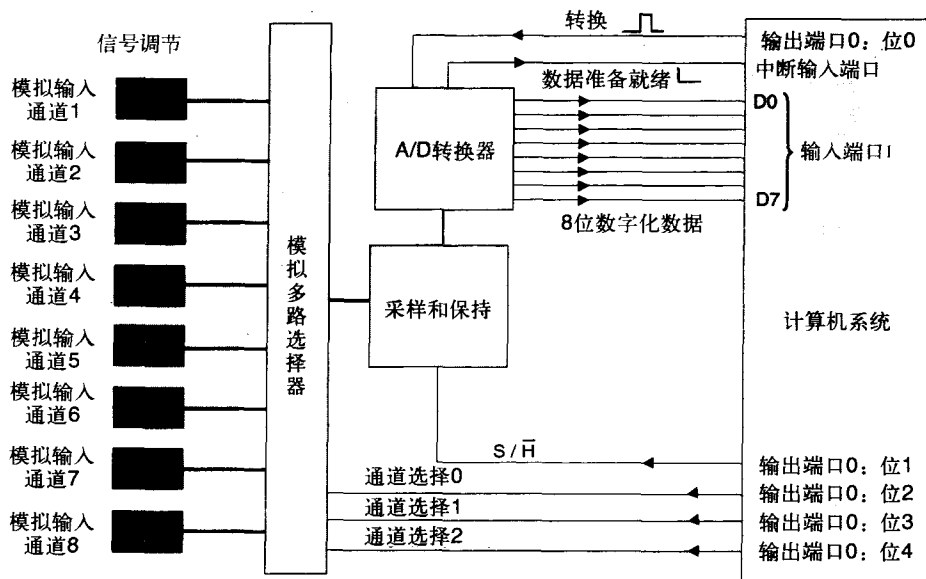 信号调节
模拟输入
通道1
模拟输入
通道2
模拟输入
通道3
模拟输入
通道4
模拟输入
通道5
模拟输入
通道6
模拟输入
通道7
模拟输入
通道8
模拟多路选择器
转换
数据准备就绪
A/D转换器
8位数字化数据
采样和保持
S/H̅
通道选择0
通道选择1
通道选择2
输出端口0：位0
中断输入端口
D0
输入端口I
D7
计算机系统
输出端口0：位1
输出端口0：位2
输出端口0：位3
输出端口0：位4